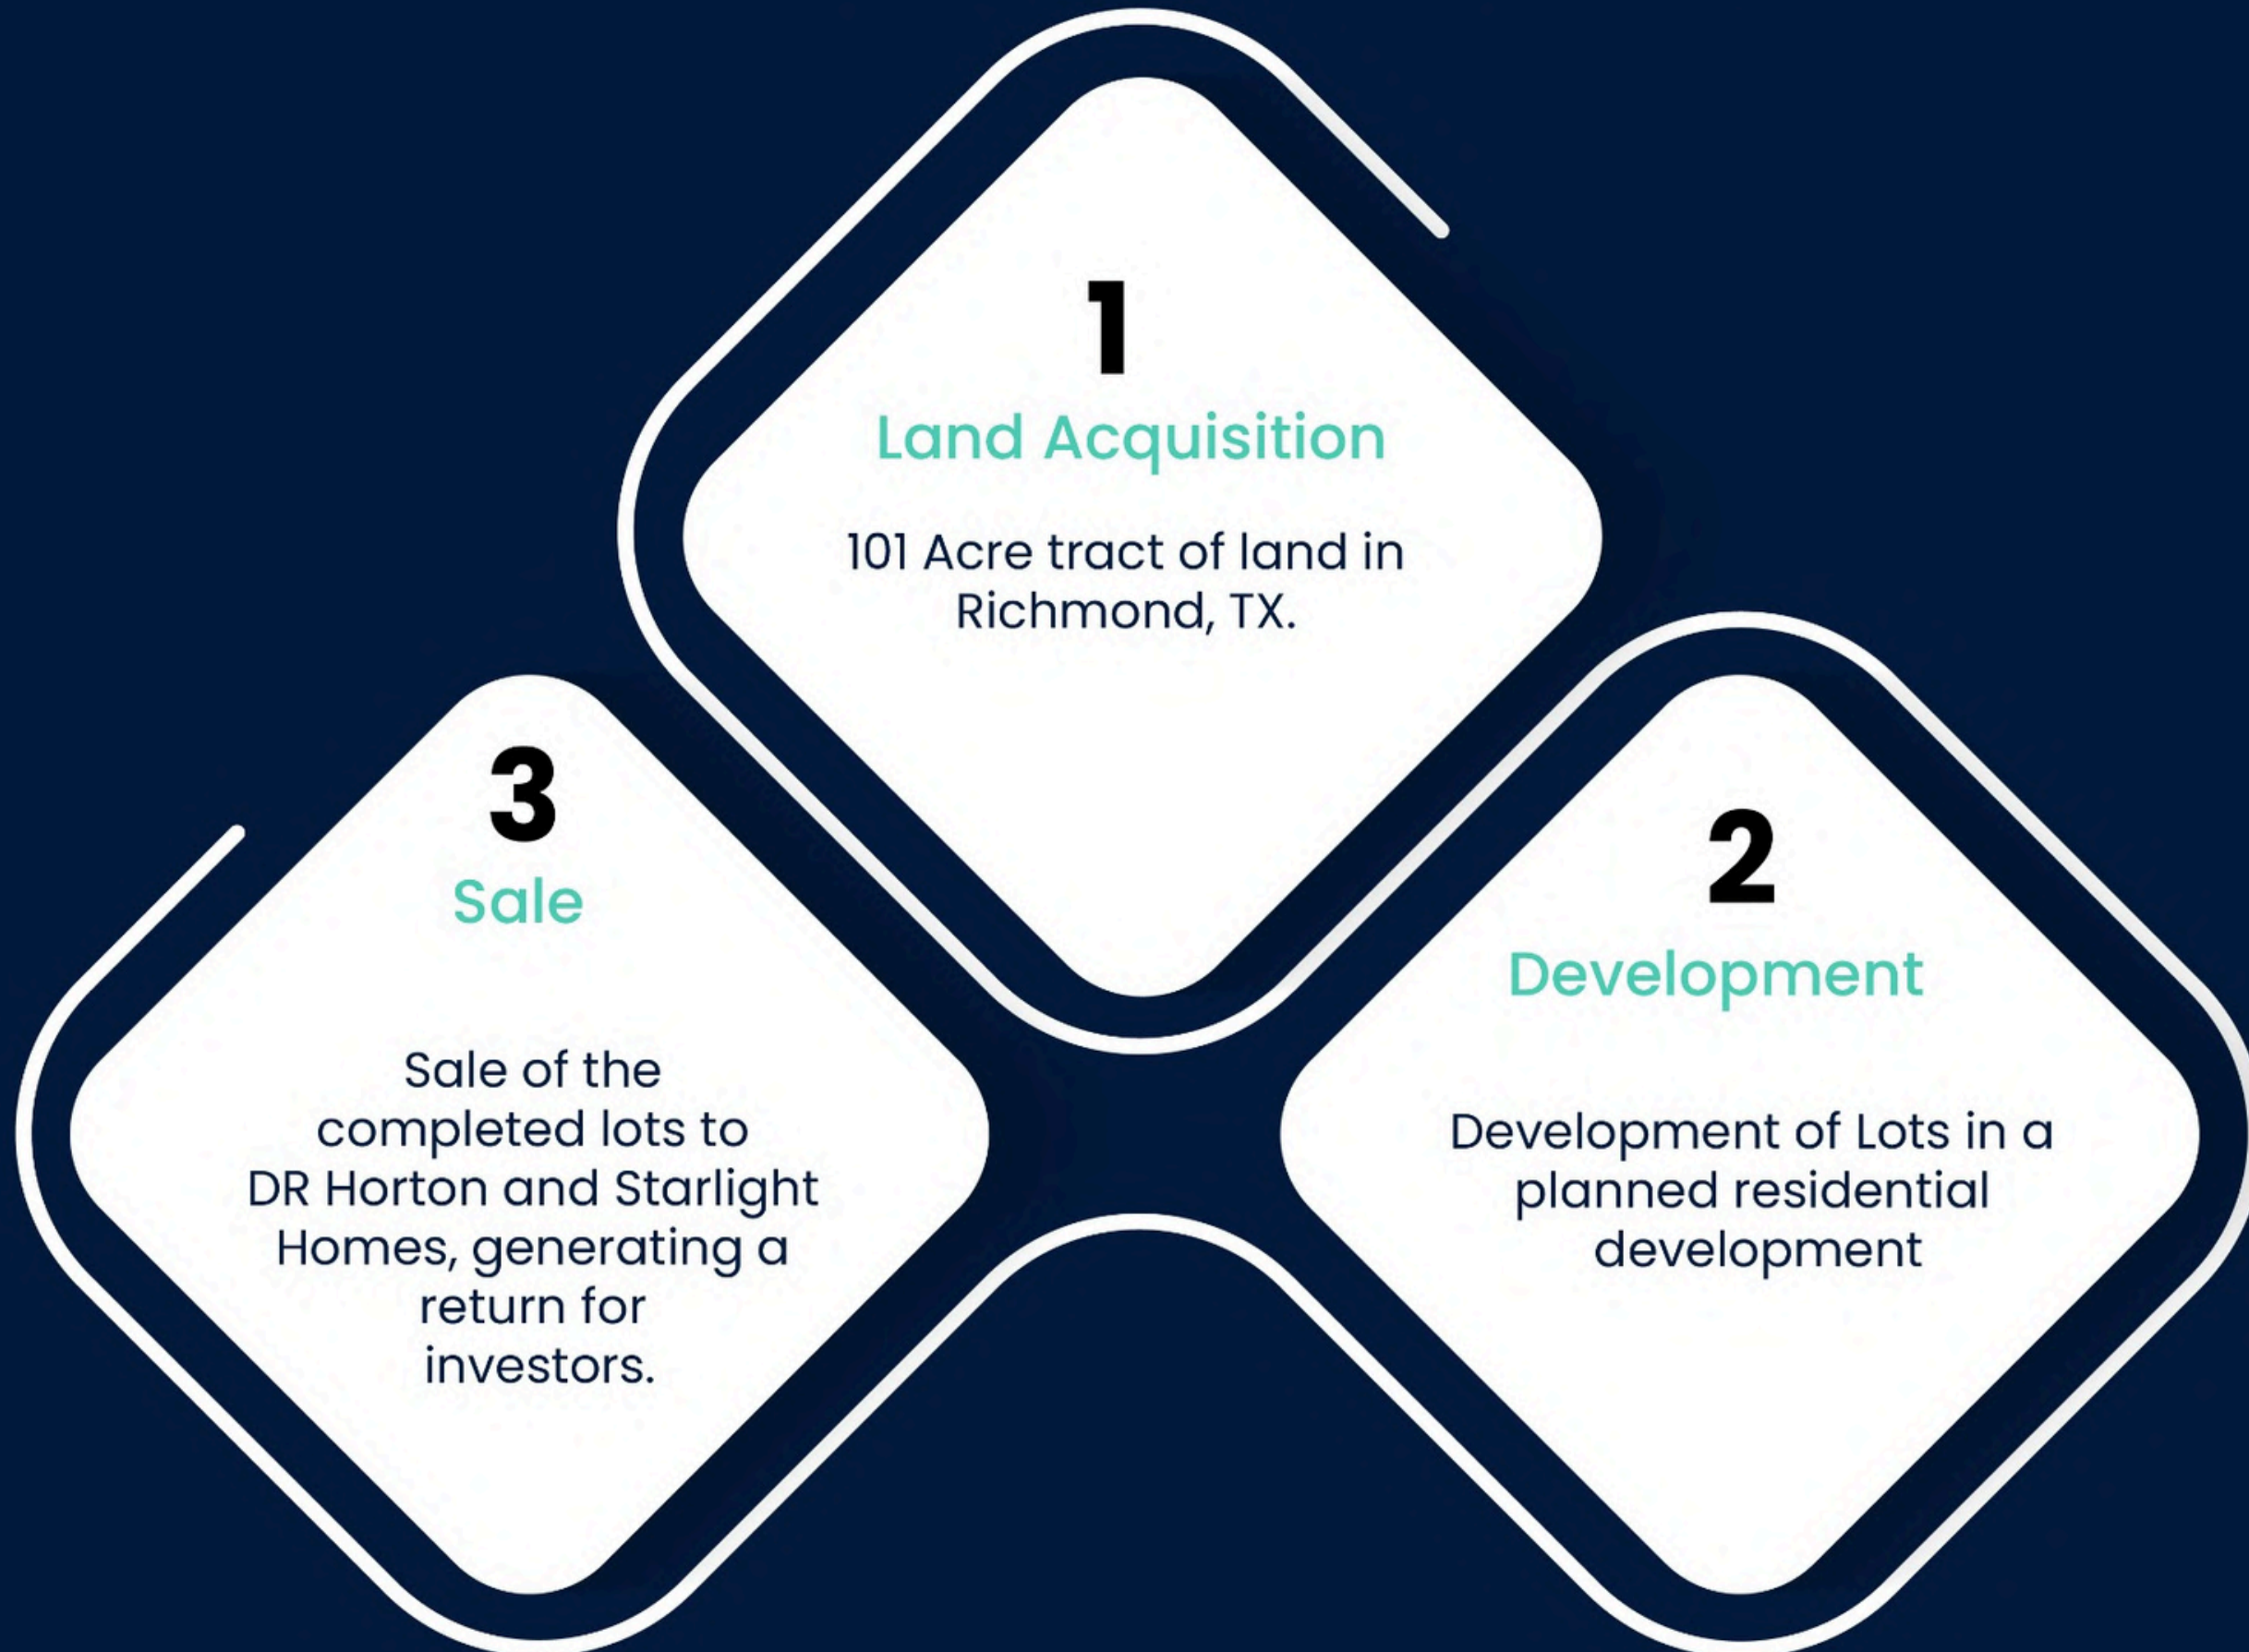 1
Land Acquisition
101 Acre tract of land in
Richmond, TX.
2
Development
Development of Lots in a
planned residential
development
3
Sale
Sale of the
completed lots to
DR Horton and Starlight
Homes, generating a
return for
investors.